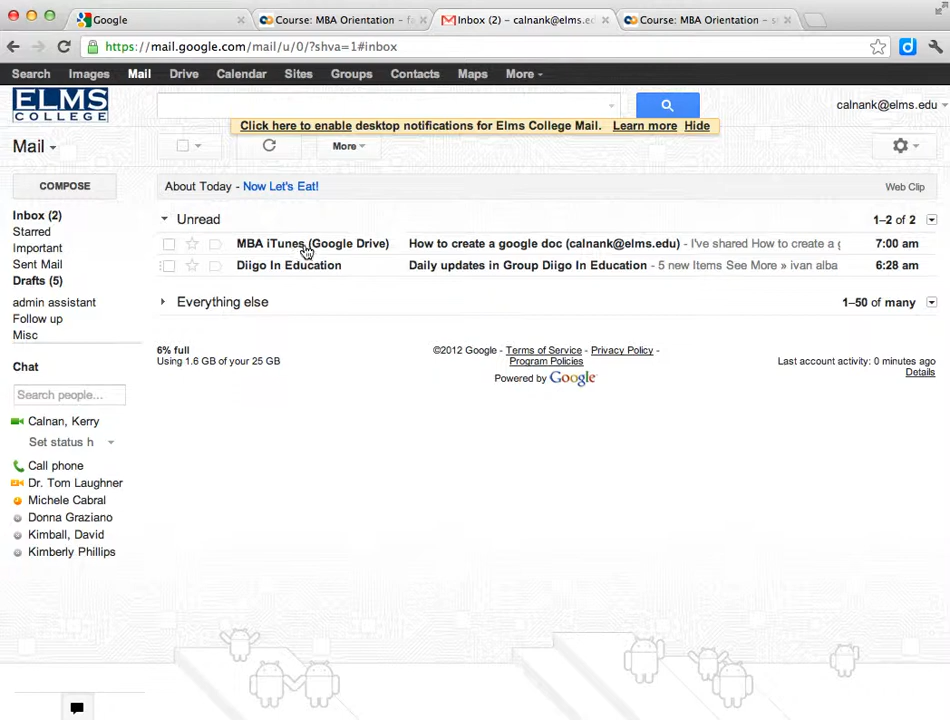 Google
Course: MBA Orientation - fa
Inbox (2) – calnank@elms.ed
Course: MBA Orientation - s
https://mail.google.com/mail/u/0/?shva=1#inbox
Search Images Mail Drive Calendar Sites Groups Contacts Maps More
ELMS
COLLEGE
calnank@elms.edu
Click here to enable desktop notifications for Elms College Mail. Learn more Hide
Mail
More
COMPOSE
About Today - Now Let's Eat!
Web Clip
Inbox (2)
Starred
Important
Sent Mail
Drafts (5)
admin assistant
Follow up
Misc
Unread
1–2 of 2
MBA iTunes (Google Drive) How to create a google doc (calnank@elms.edu) - I've shared How to create a g 7:00 am
Diigo In Education Daily updates in Group Diigo In Education - 5 new Items See More » ivan alba 6:28 am
Everything else
1–50 of many
6% full
Using 1.6 GB of your 25 GB
©2012 Google - Terms of Service - Privacy Policy -
Program Policies
Powered by Google
Last account activity: 0 minutes ago
Details
Chat
Search people...
Calnan, Kerry
Set status h
Call phone
Dr. Tom Laughner
Michele Cabral
Donna Graziano
Kimball, David
Kimberly Phillips